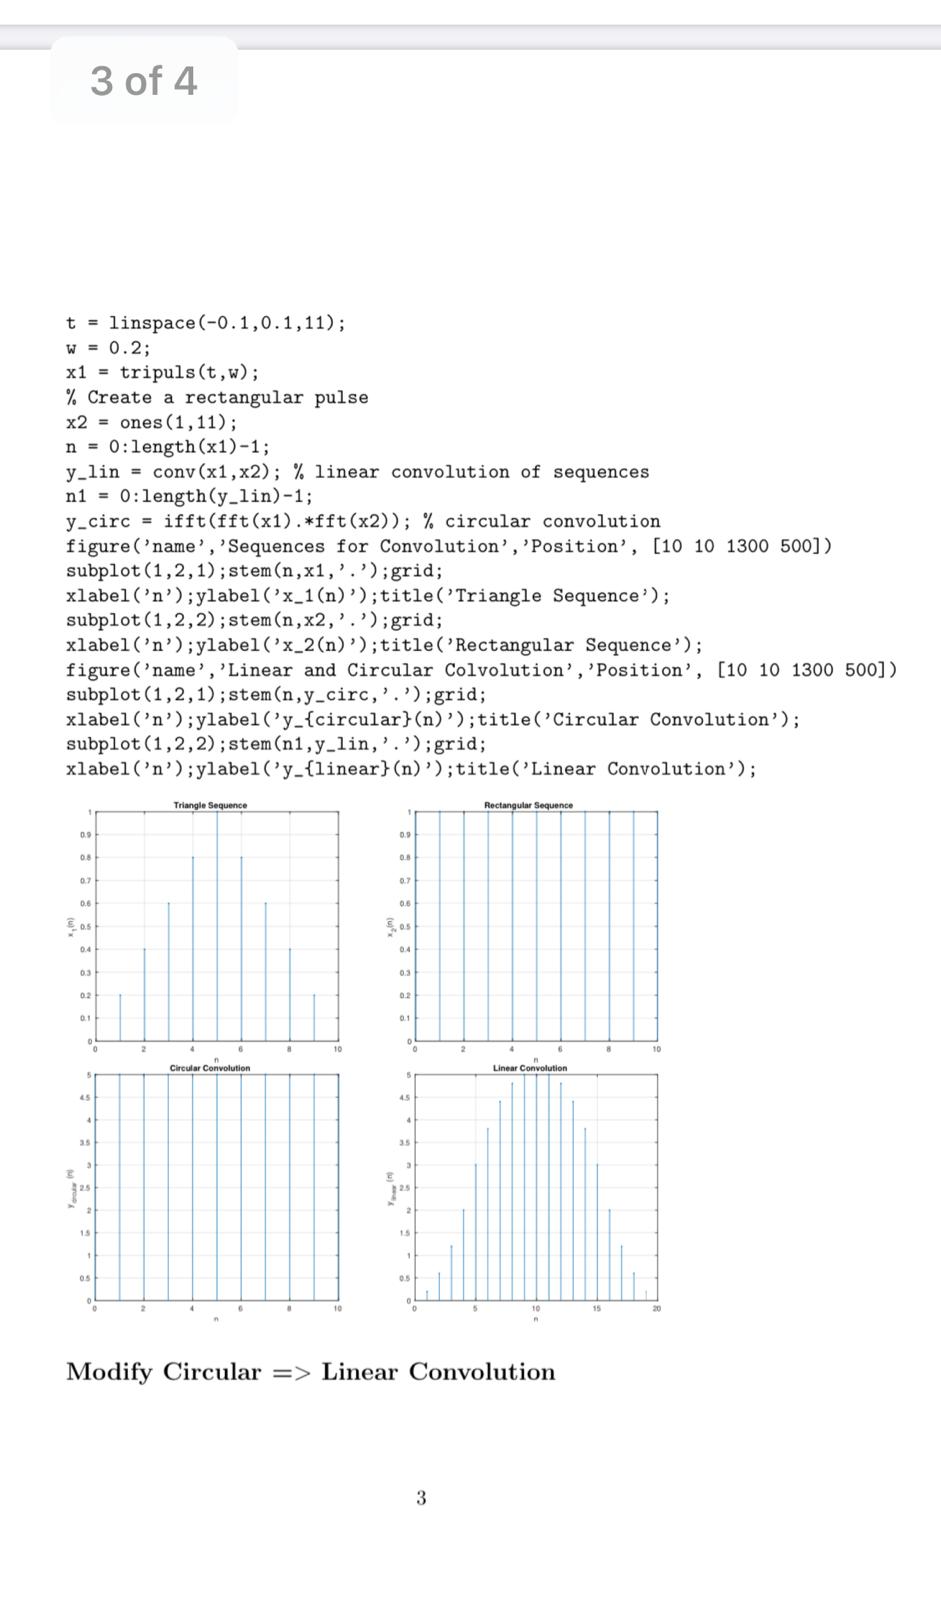 3 of 4
t = linspace(-0.1,0.1,11);
w = 0.2;
x1 = tripuls(t,w);
% Create a rectangular pulse
x2 = ones(1,11);
n = 0:length(x1)-1;
y_lin = conv(x1,x2); % linear convolution of sequences
n1 = 0:length(y_lin)-1;
y_circ = ifft(fft(x1).*fft(x2)); % circular convolution
figure('name','Sequences for Convolution','Position', [10 10 1300 500])
subplot(1,2,1);stem(n,x1,'.');grid;
xlabel('n');ylabel('x_1(n)');title('Triangle Sequence');
subplot(1,2,2);stem(n,x2,'.');grid;
xlabel('n');ylabel('x_2(n)');title('Rectangular Sequence');
figure('name','Linear and Circular Colvolution','Position', [10 10 1300 500])
subplot(1,2,1);stem(n,y_circ,'.');grid;
xlabel('n');ylabel('y_{circular}(n)');title('Circular Convolution');
subplot(1,2,2);stem(n1,y_lin,'.');grid;
xlabel('n');ylabel('y_{linear}(n)');title('Linear Convolution');
Triangle Sequence
1
0.9
0.8
0.7
0.6
0.5
0.4
0.3
0.2
0.1
0
x_1(n)
0 2 4 6 8 10
n
Rectangular Sequence
1
0.9
0.8
0.7
0.6
0.5
0.4
0.3
0.2
0.1
0
x_2(n)
0 2 4 6 8 10
n
Circular Convolution
5
4.5
4
3.5
3
2.5
2
1.5
1
0.5
0
y_circular (n)
0 2 4 6 8 10
n
Linear Convolution
5
4.5
4
3.5
3
2.5
2
1.5
1
0.5
0
y_linear (n)
0 5 10 15 20
n
Modify Circular => Linear Convolution
3